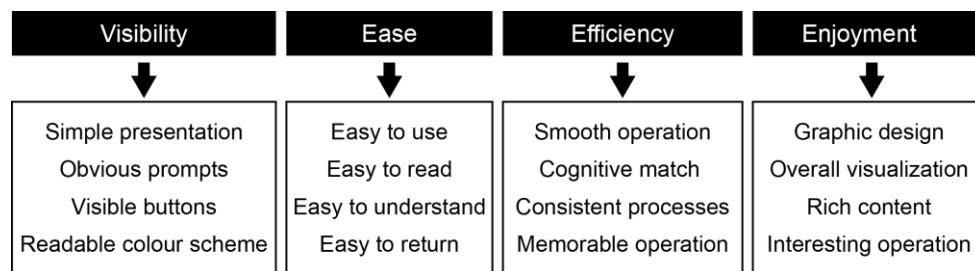 Visibility
Simple presentation
Obvious prompts
Visible buttons
Readable colour scheme
Ease
Easy to use
Easy to read
Easy to understand
Easy to return
Efficiency
Smooth operation
Cognitive match
Consistent processes
Memorable operation
Enjoyment
Graphic design
Overall visualization
Rich content
Interesting operation